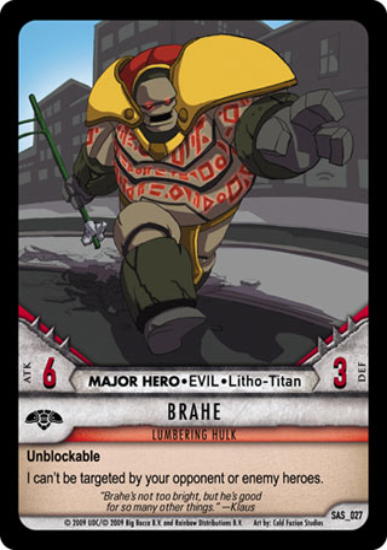 ATK 6 MAJOR HERO•EVIL•Litho-Titan 3 DEF
BRAHE
LUMBERING HULK
Unblockable
I can't be targeted by your opponent or enemy heroes.
"Brahe's not too bright, but he's good
for so many other things." —Klaus
SAS_027
© 2009 UDC/© 2009 Big Bocca B.V. and Rainbow Distributions B.V. Art by: Cold Fusion Studios